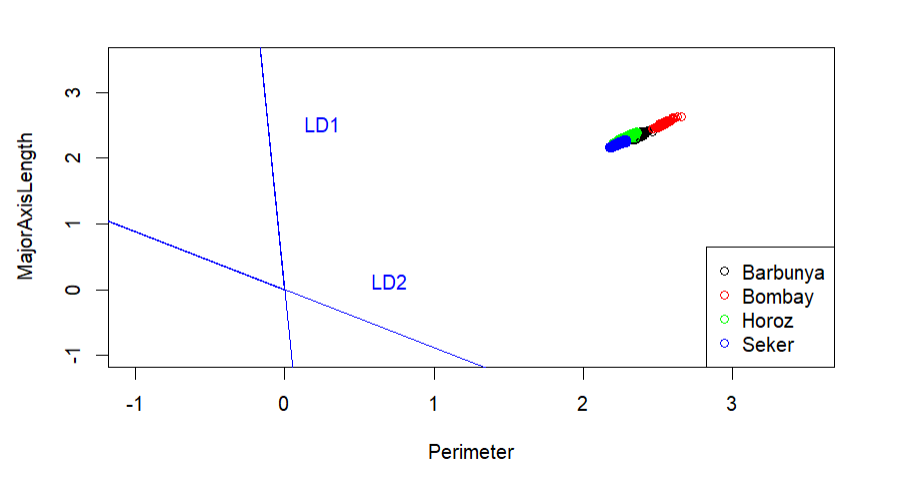 MajorAxisLength
3
2
1
0
-1
LD1
LD2
Barbunya
Bombay
Horoz
Seker
-1 0 1 2 3
Perimeter